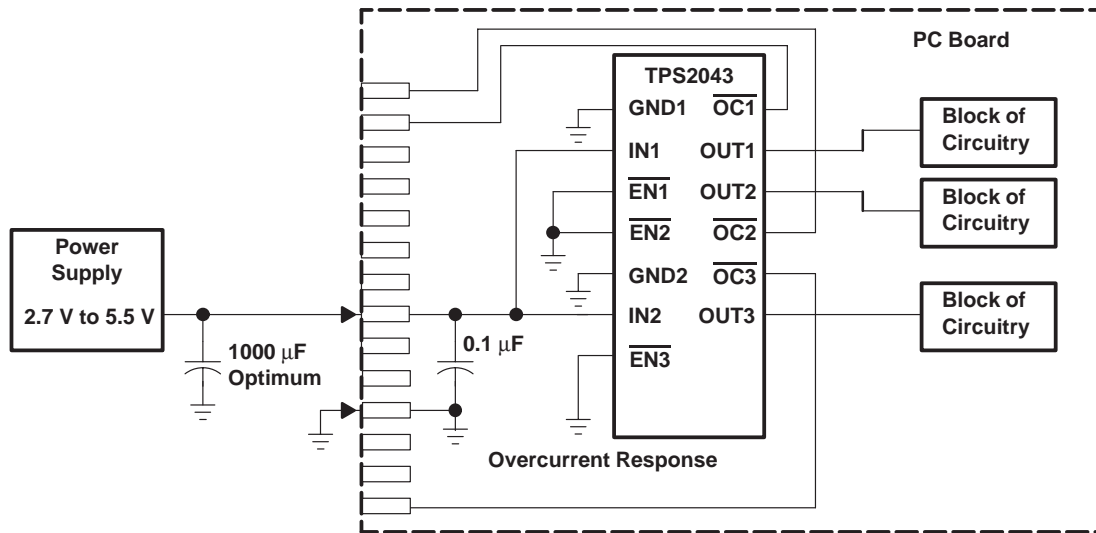 PC Board
TPS2043
GND1
OC1
IN1
OUT1
EN1
OUT2
EN2
OC2
GND2
OC3
IN2
OUT3
EN3
Block of
Circuitry
Block of
Circuitry
Block of
Circuitry
Power
Supply
2.7 V to 5.5 V
1000 μF
Optimum
0.1 μF
Overcurrent Response